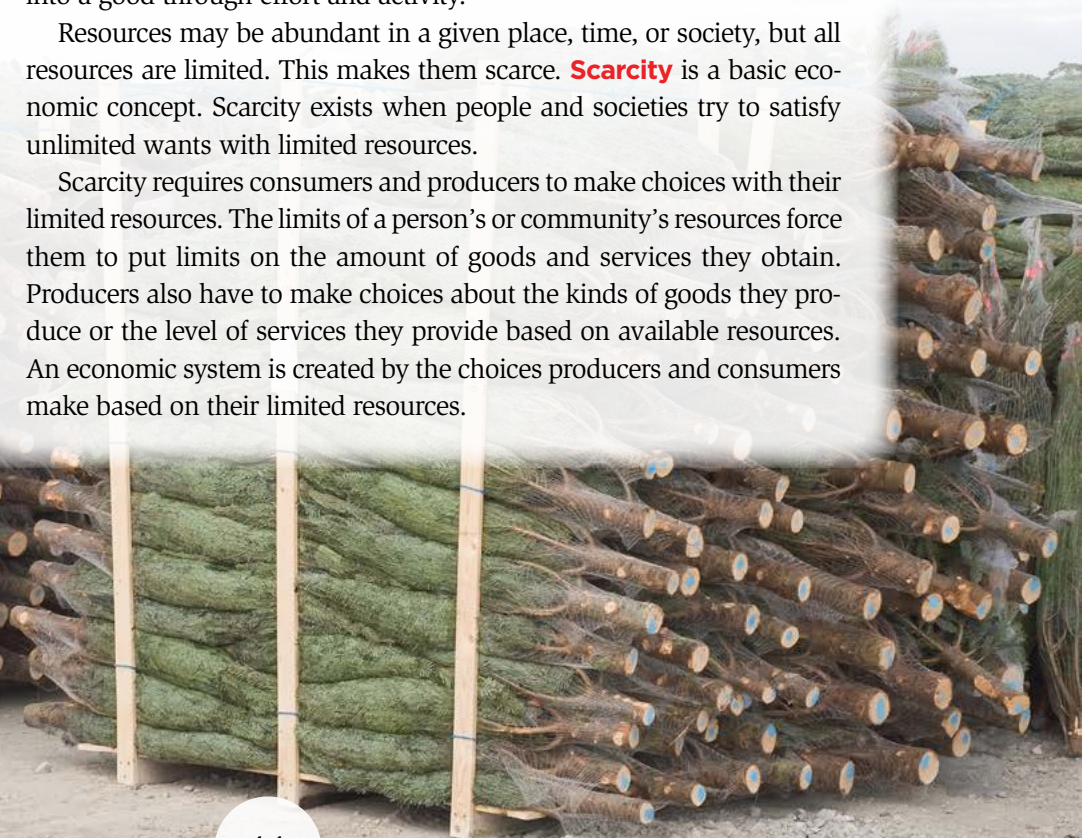 into a good through effort and activity.
Resources may be abundant in a given place, time, or society, but all
resources are limited. This makes them scarce. Scarcity is a basic eco-
nomic concept. Scarcity exists when people and societies try to satisfy
unlimited wants with limited resources.
Scarcity requires consumers and producers to make choices with their
limited resources. The limits of a person’s or community’s resources force
them to put limits on the amount of goods and services they obtain.
Producers also have to make choices about the kinds of goods they pro-
duce or the level of services they provide based on available resources.
An economic system is created by the choices producers and consumers
make based on their limited resources.